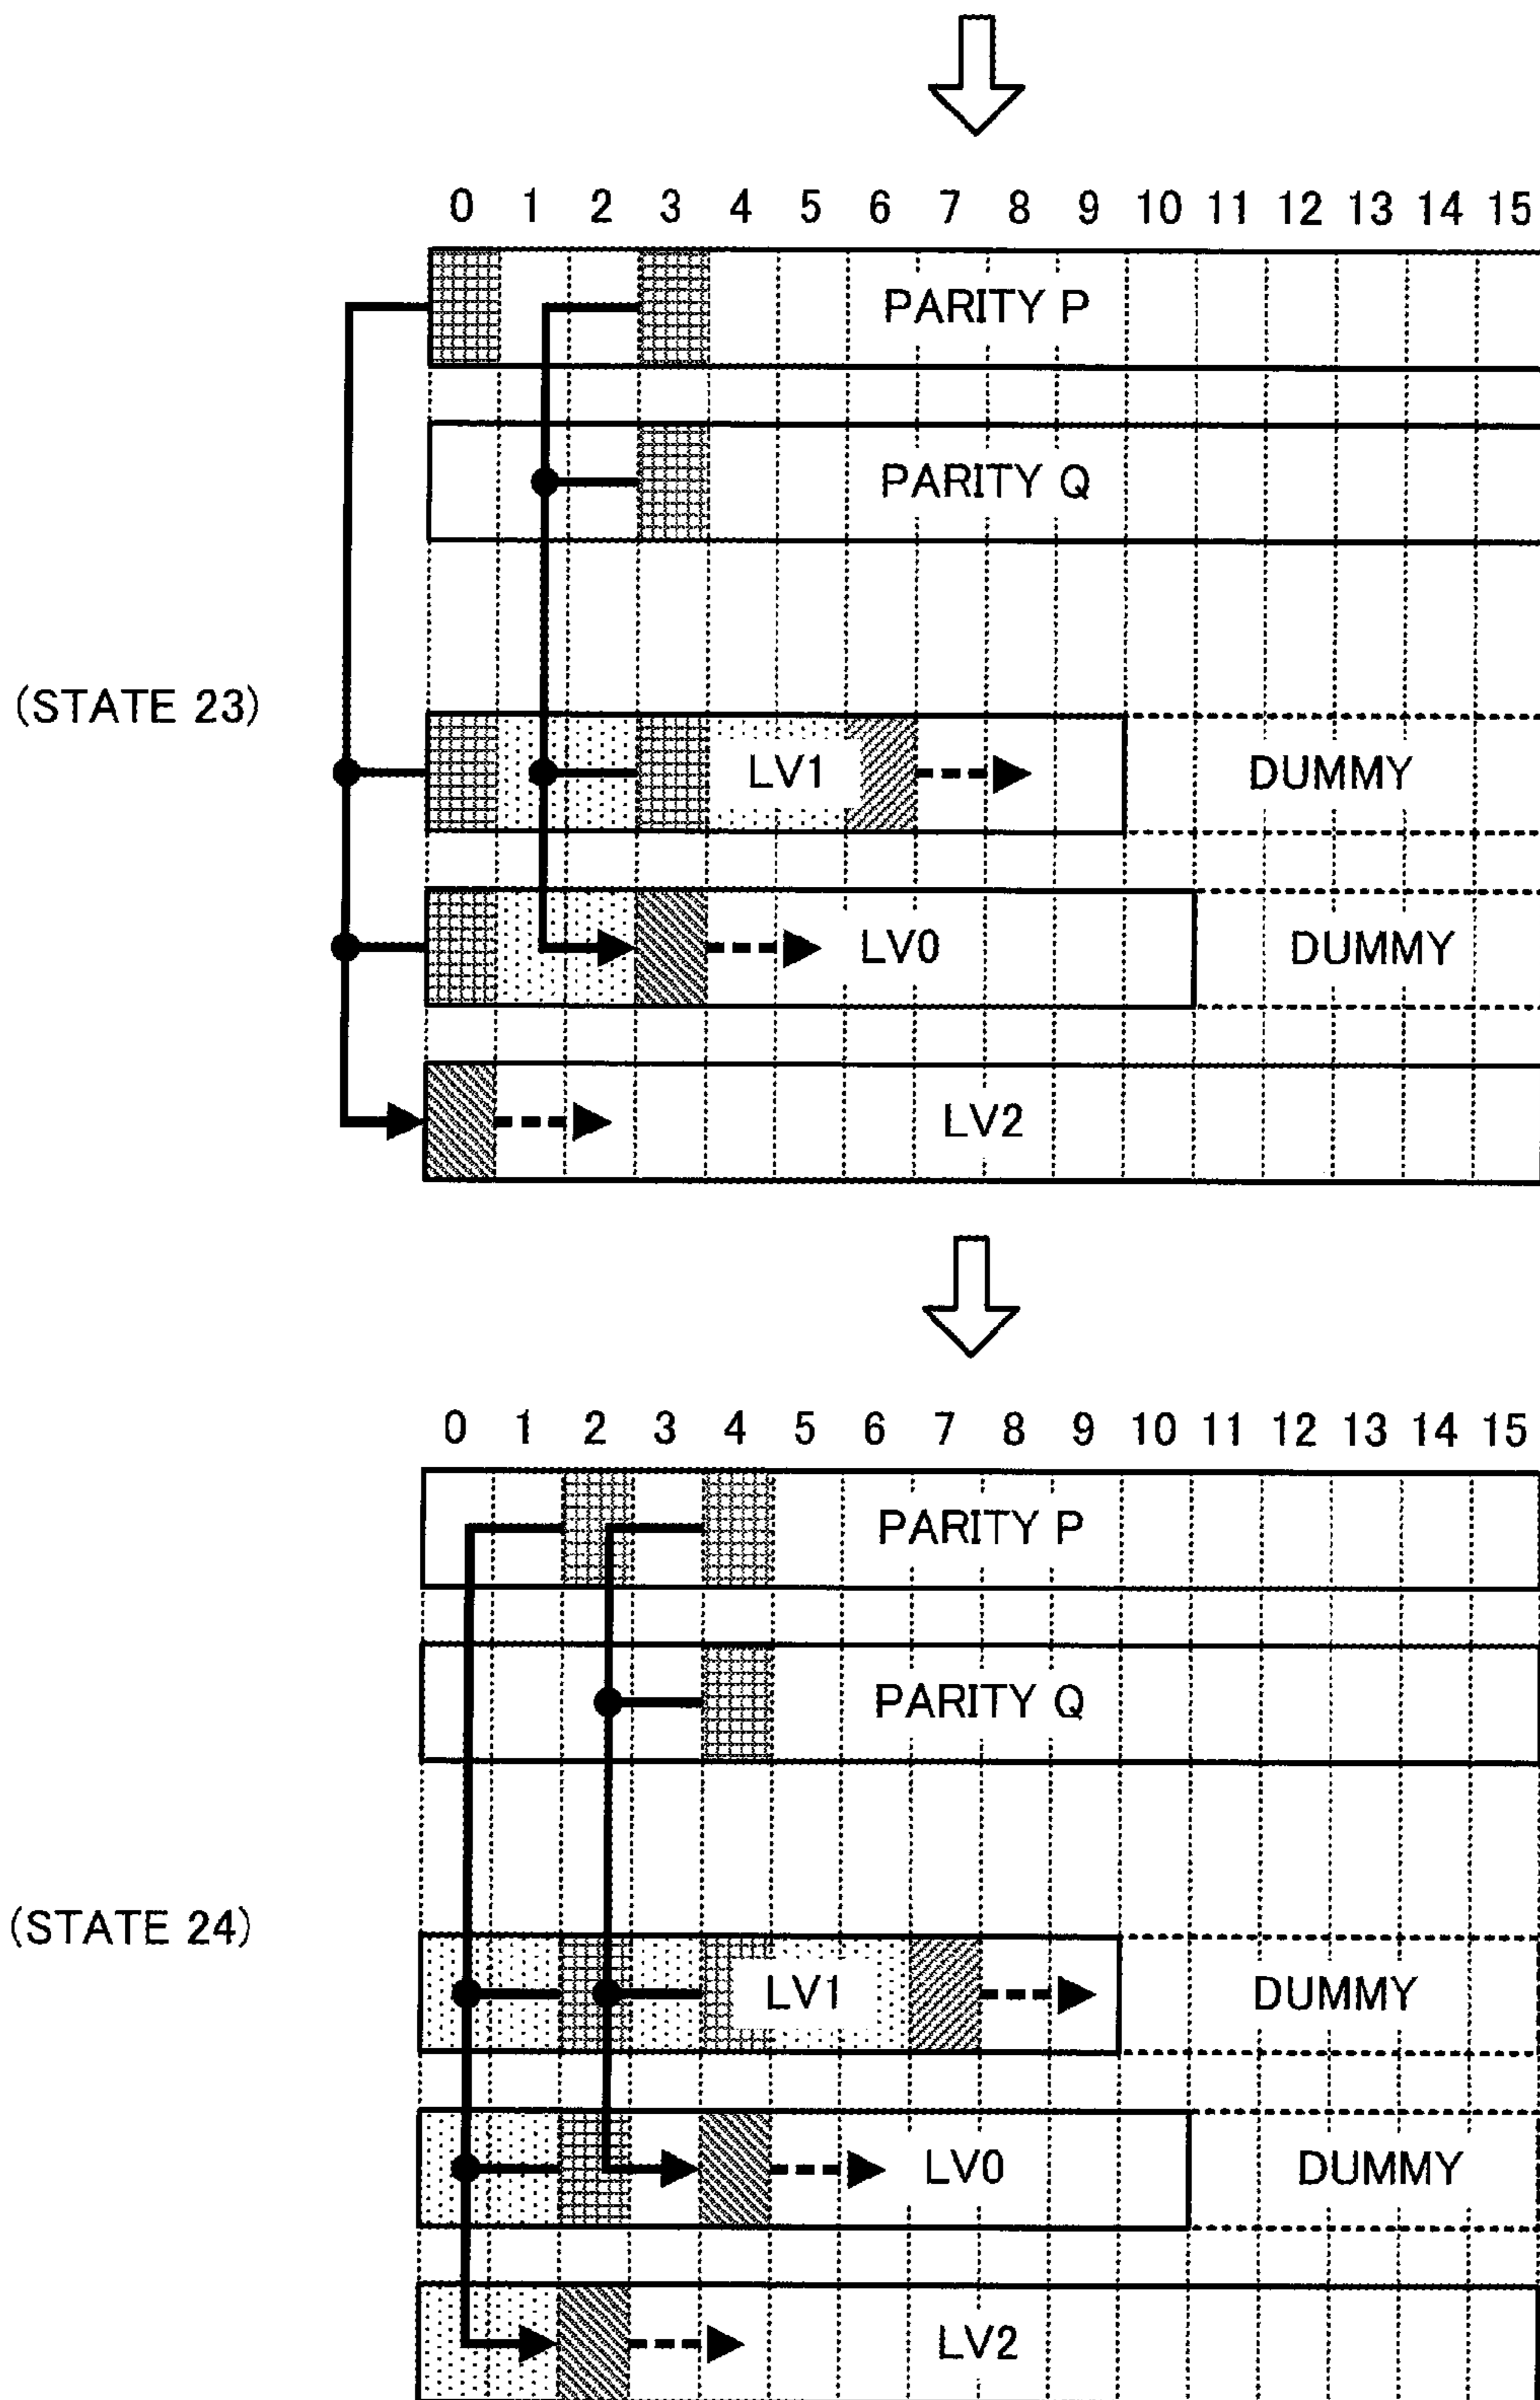 0 1 2 3 4 5 6 7 8 9 10 11 12 13 14 15
PARITY P
PARITY Q
(STATE 23)
LV1 DUMMY
LV0 DUMMY
LV2
0 1 2 3 4 5 6 7 8 9 10 11 12 13 14 15
PARITY P
PARITY Q
(STATE 24)
LV1 DUMMY
LV0 DUMMY
LV2